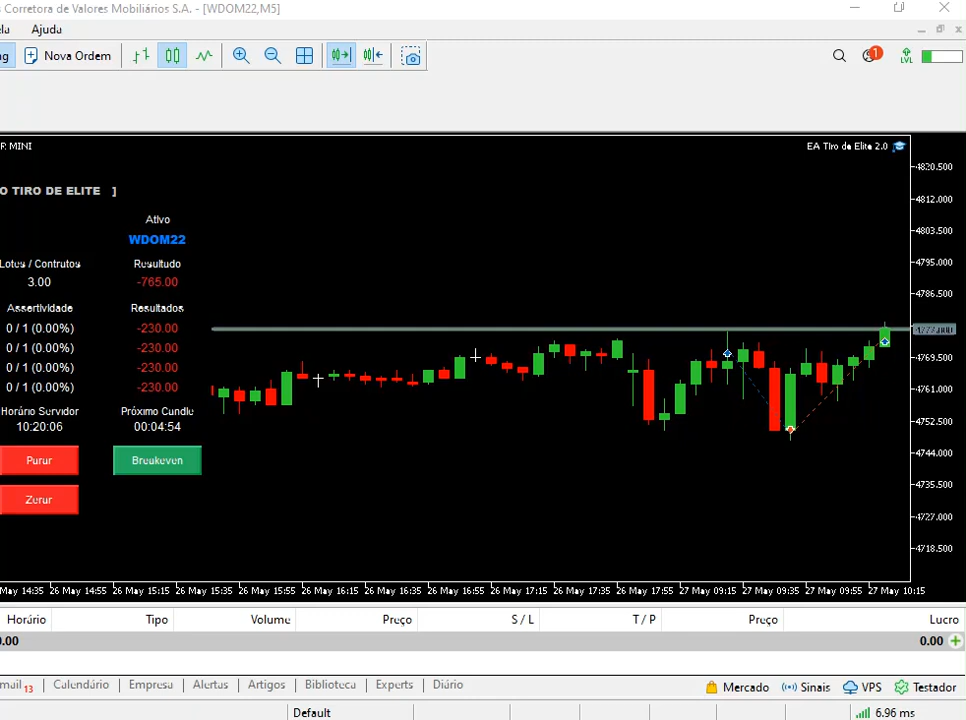 Corretora de Valores Mobiliários S.A. - [WDOM22,M5]
Ajuda
Nova Ordem
1
LVL
MINI
EA Tiro de Elite 2.0
O TIRO DE ELITE ]
Ativo
WDOM22
Lotes / Contratos Resultado
3.00 -765.00
Assertividade Resultados
0 / 1 (0.00%) -230.00
0 / 1 (0.00%) -230.00
0 / 1 (0.00%) -230.00
0 / 1 (0.00%) -230.00
Horário Servidor Próximo Candle
10:20:06 00:04:54
Parar Breakeven
Zerar
4820.500
4812.000
4803.500
4795.000
4786.500
4769.500
4761.000
4752.500
4744.000
4735.500
4727.000
4718.500
May 14:35 26 May 14:55 26 May 15:15 26 May 15:35 26 May 15:55 26 May 16:15 26 May 16:35 26 May 16:55 26 May 17:15 26 May 17:35 26 May 17:55 27 May 09:15 27 May 09:35 27 May 09:55 27 May 10:15
Horário Tipo Volume Preço S / L T / P Preço Lucro
0.00 0.00
mail 13 Calendário Empresa Alertas Artigos Biblioteca Experts Diário
Mercado Sinais VPS Testador
Default 6.96 ms